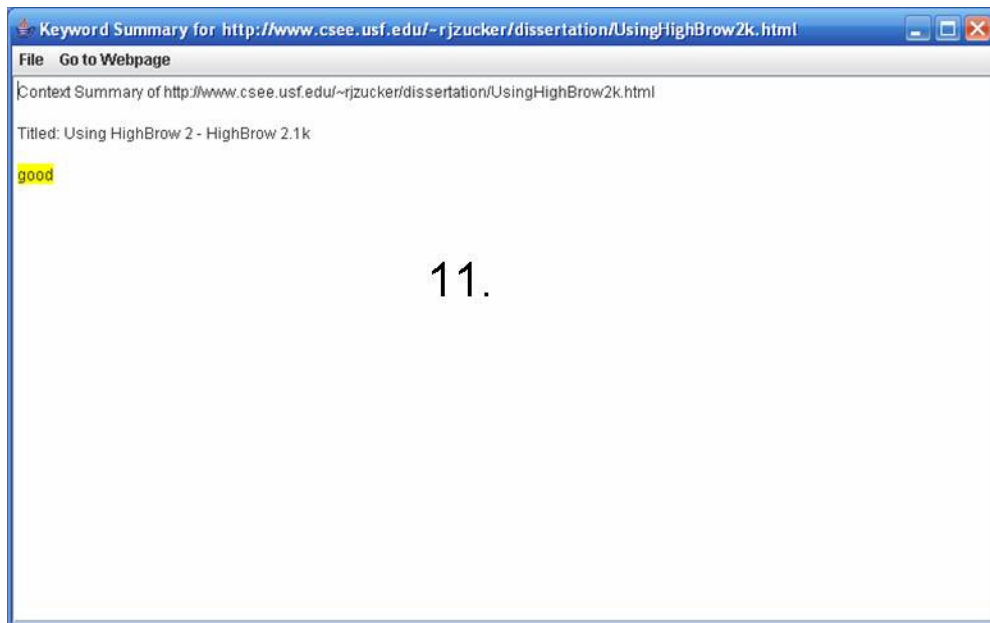 Keyword Summary for http://www.csee.usf.edu/~rjzucker/dissertation/UsingHighBrow2k.html
File Go to Webpage
Context Summary of http://www.csee.usf.edu/~rjzucker/dissertation/UsingHighBrow2k.html
Titled: Using HighBrow 2 - HighBrow 2.1k
good
11.